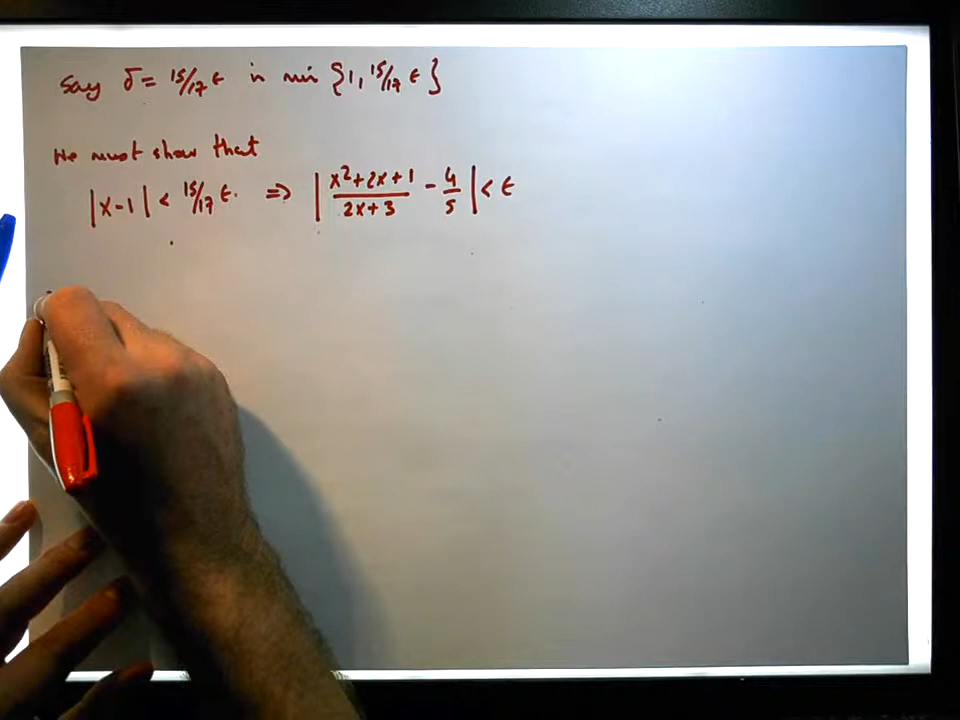 Say δ = 15/17 ϵ in min {1, 15/17 ϵ}
We must show that
|x-1| < 15/17 ϵ. ⇒ | (x²+2x+1)/(2x+3) - 4/5 | < ϵ